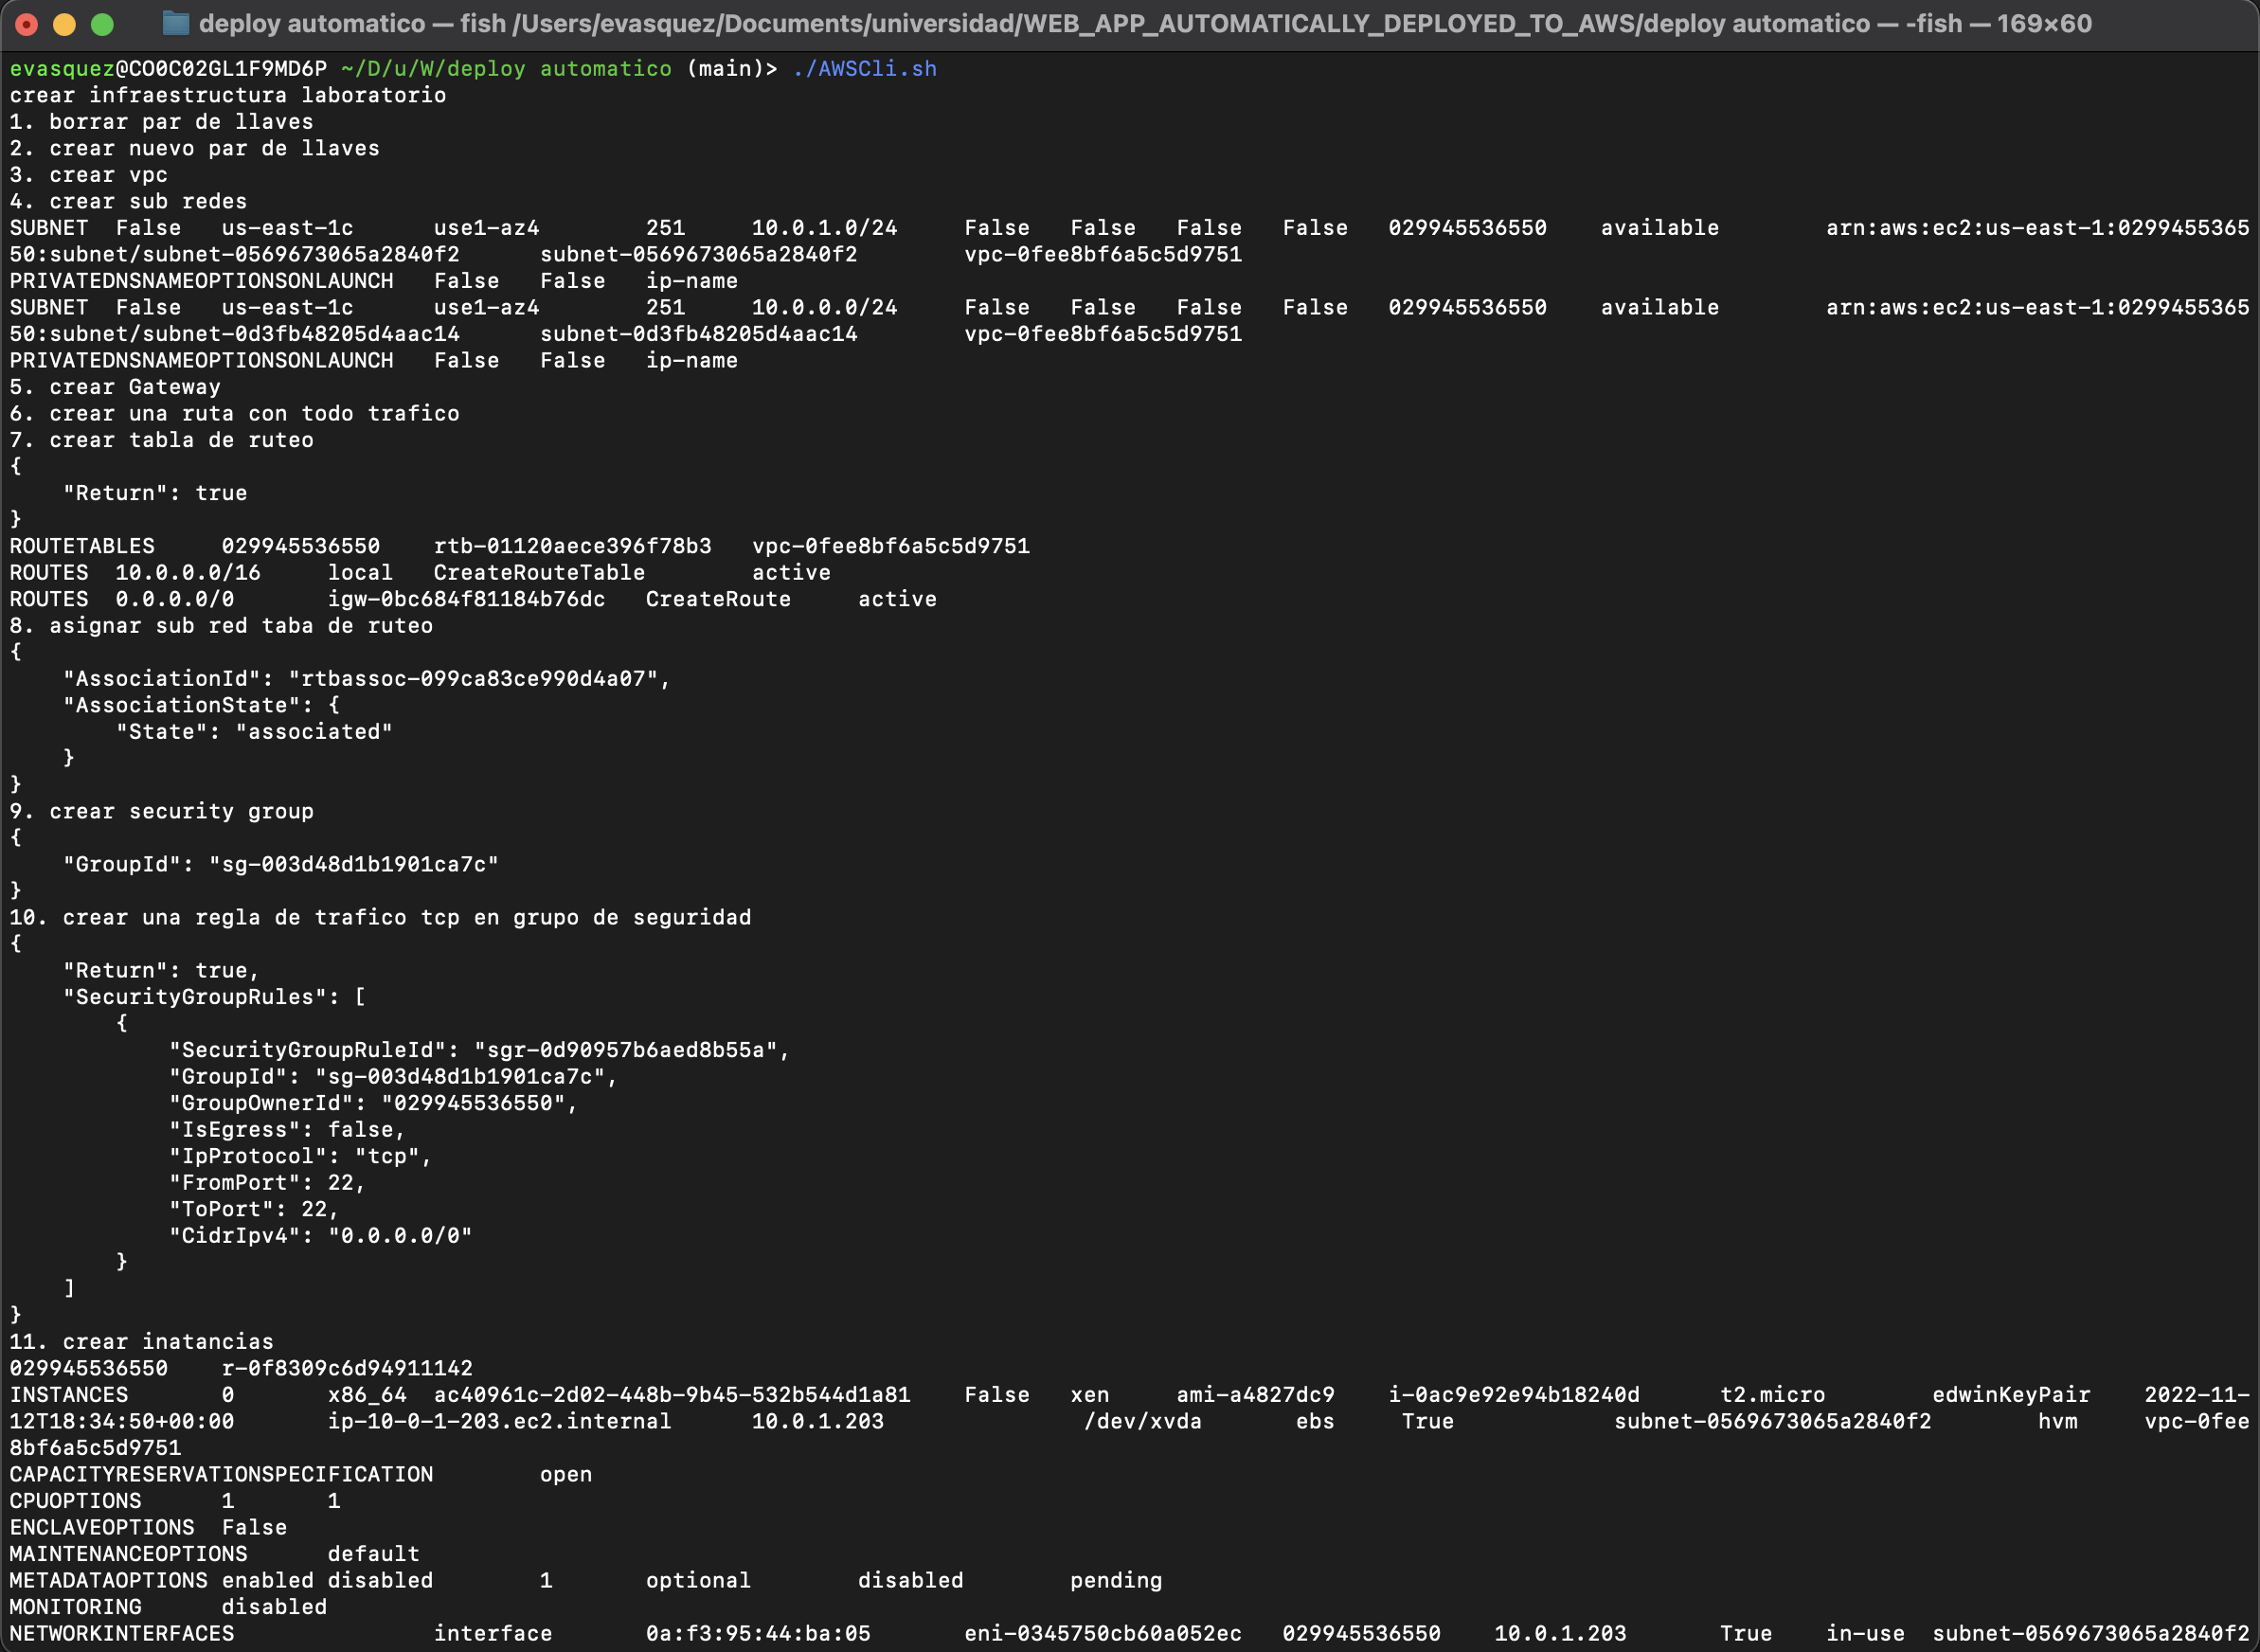 deploy automatico — fish /Users/evasquez/Documents/universidad/WEB_APP_AUTOMATICALLY_DEPLOYED_TO_AWS/deploy automatico — -fish — 169×60
evasquez@CO0C02GL1F9MD6P ~/D/u/W/deploy automatico (main)> ./AWSCli.sh
crear infraestructura laboratorio
1. borrar par de llaves
2. crear nuevo par de llaves
3. crear vpc
4. crear sub redes
SUBNET  False   us-east-1c      use1-az4        251     10.0.1.0/24     False   False   False   False   029945536550    available       arn:aws:ec2:us-east-1:0299455365
50:subnet/subnet-0569673065a2840f2      subnet-0569673065a2840f2        vpc-0fee8bf6a5c5d9751
PRIVATEDNSNAMEOPTIONSONLAUNCH   False   False   ip-name
SUBNET  False   us-east-1c      use1-az4        251     10.0.0.0/24     False   False   False   False   029945536550    available       arn:aws:ec2:us-east-1:0299455365
50:subnet/subnet-0d3fb48205d4aac14      subnet-0d3fb48205d4aac14        vpc-0fee8bf6a5c5d9751
PRIVATEDNSNAMEOPTIONSONLAUNCH   False   False   ip-name
5. crear Gateway
6. crear una ruta con todo trafico
7. crear tabla de ruteo
{
    "Return": true
}
ROUTETABLES     029945536550    rtb-01120aece396f78b3   vpc-0fee8bf6a5c5d9751
ROUTES  10.0.0.0/16     local   CreateRouteTable        active
ROUTES  0.0.0.0/0       igw-0bc684f81184b76dc   CreateRoute     active
8. asignar sub red taba de ruteo
{
    "AssociationId": "rtbassoc-099ca83ce990d4a07",
    "AssociationState": {
        "State": "associated"
    }
}
9. crear security group
{
    "GroupId": "sg-003d48d1b1901ca7c"
}
10. crear una regla de trafico tcp en grupo de seguridad
{
    "Return": true,
    "SecurityGroupRules": [
        {
            "SecurityGroupRuleId": "sgr-0d90957b6aed8b55a",
            "GroupId": "sg-003d48d1b1901ca7c",
            "GroupOwnerId": "029945536550",
            "IsEgress": false,
            "IpProtocol": "tcp",
            "FromPort": 22,
            "ToPort": 22,
            "CidrIpv4": "0.0.0.0/0"
        }
    ]
}
11. crear inatancias
029945536550    r-0f8309c6d94911142
INSTANCES       0       x86_64  ac40961c-2d02-448b-9b45-532b544d1a81    False   xen     ami-a4827dc9    i-0ac9e92e94b18240d      t2.micro        edwinKeyPair    2022-11-
12T18:34:50+00:00       ip-10-0-1-203.ec2.internal      10.0.1.203               /dev/xvda       ebs     True            subnet-0569673065a2840f2        hvm     vpc-0fee
8bf6a5c5d9751
CAPACITYRESERVATIONSPECIFICATION        open
CPUOPTIONS      1       1
ENCLAVEOPTIONS  False
MAINTENANCEOPTIONS      default
METADATAOPTIONS enabled disabled        1       optional        disabled        pending
MONITORING      disabled
NETWORKINTERFACES               interface       0a:f3:95:44:ba:05       eni-0345750cb60a052ec   029945536550    10.0.1.203       True    in-use  subnet-0569673065a2840f2